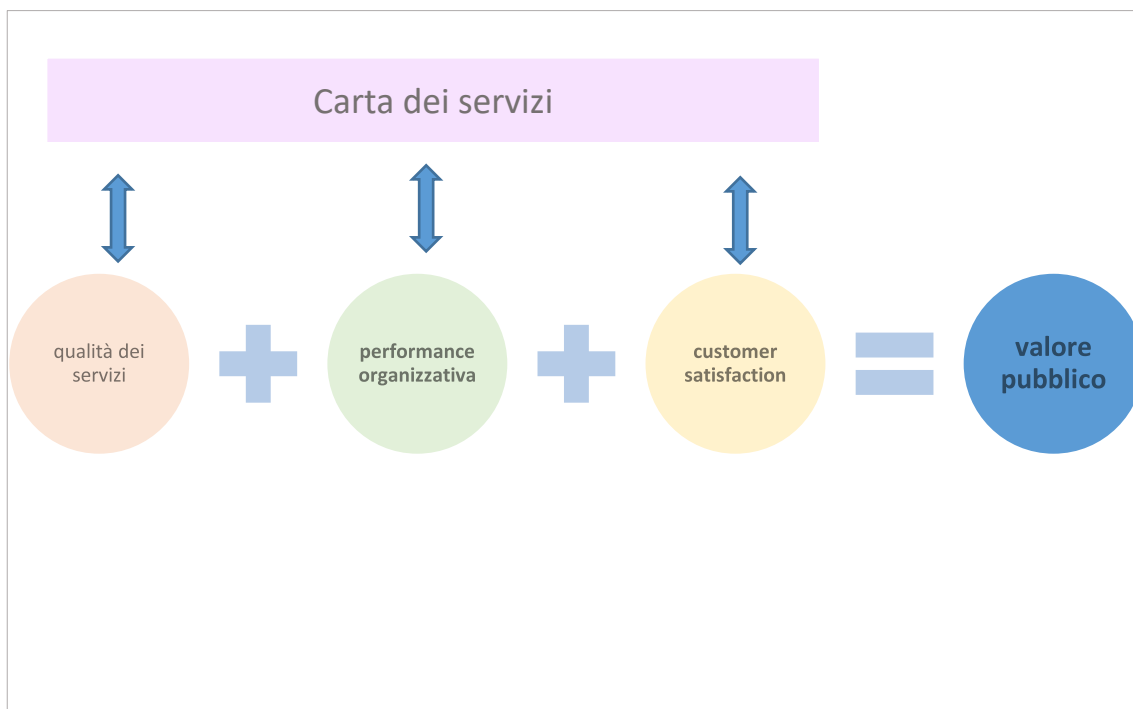 Carta dei servizi
qualità dei
servizi
performance
organizzativa
customer
satisfaction
valore
pubblico